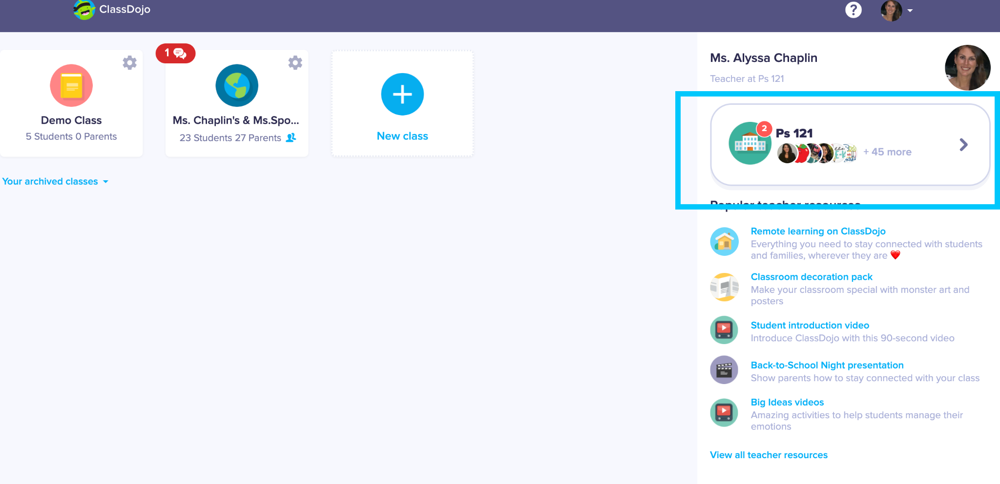 ClassDojo
?
1
Demo Class
5 Students 0 Parents
Ms. Chaplin's & Ms.Spo...
23 Students 27 Parents
New class
Your archived classes
Ms. Alyssa Chaplin
Teacher at Ps 121
2
Ps 121
+ 45 more
Popular teacher resources
Remote learning on ClassDojo
Everything you need to stay connected with students
and families, wherever they are ❤️
Classroom decoration pack
Make your classroom special with monster art and
posters
Student introduction video
Introduce ClassDojo with this 90-second video
Back-to-School Night presentation
Show parents how to stay connected with your class
Big Ideas videos
Amazing activities to help students manage their
emotions
View all teacher resources